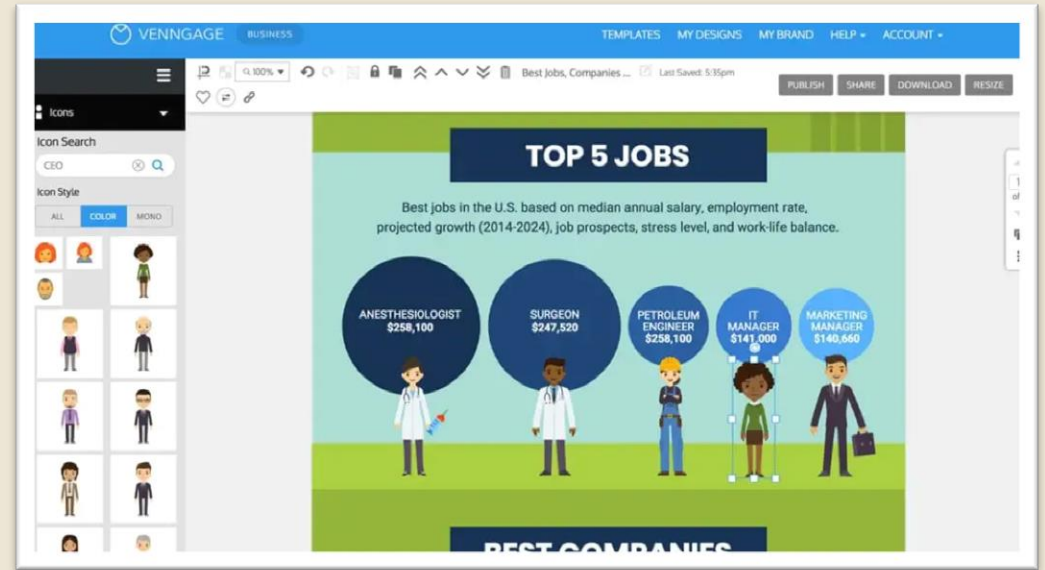 VENNGAGE BUSINESS
TEMPLATES MY DESIGNS MY BRAND HELP ACCOUNT
100% Best Jobs, Companies ... Last Saved: 5:35pm
PUBLISH SHARE DOWNLOAD RESIZE
Icons
Icon Search
CEO
Icon Style
ALL COLOR MONO
TOP 5 JOBS
Best jobs in the U.S. based on median annual salary, employment rate,
projected growth (2014-2024), job prospects, stress level, and work-life balance.
ANESTHESIOLOGIST
$258,100
SURGEON
$247,520
PETROLEUM
ENGINEER
$258,100
IT
MANAGER
$141,000
MARKETING
MANAGER
$140,660
BEST COMPANIES